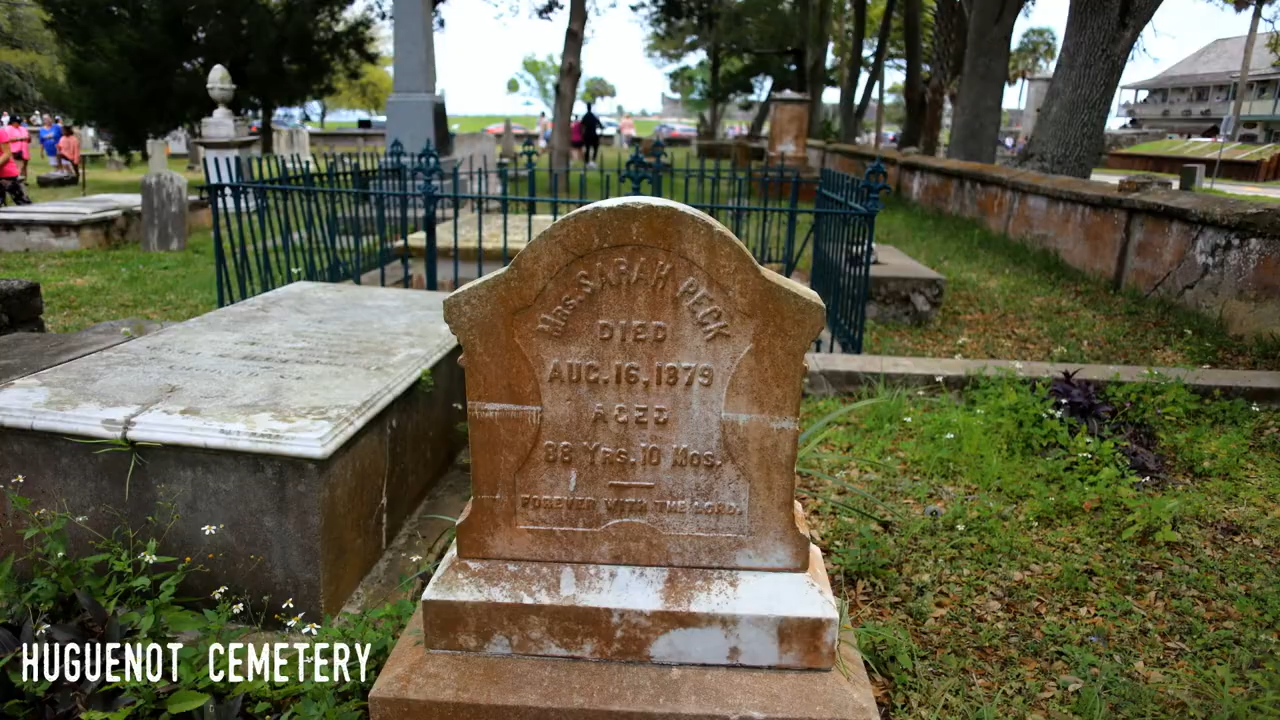 Mrs. SARAH PECK
DIED
AUG. 16, 1879
AGED
88 Yrs. 10 Mos.
FOREVER WITH THE LORD.
HUGUENOT CEMETERY